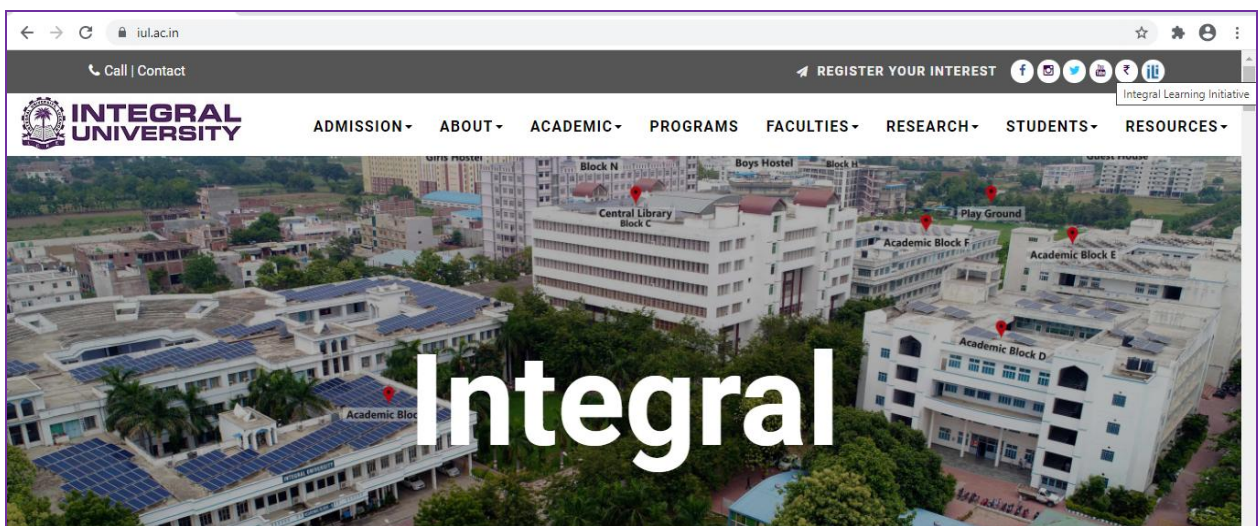 iul.ac.in
Call | Contact
REGISTER YOUR INTEREST
Integral Learning Initiative
INTEGRAL
UNIVERSITY
ADMISSION
ABOUT
ACADEMIC
PROGRAMS
FACULTIES
RESEARCH
STUDENTS
RESOURCES
Girls Hostel
Block N
Boys Hostel
Block H
Guest House
Central Library
Block C
Play Ground
Academic Block F
Academic Block E
Academic Block D
Academic Bloc
Integral
INTEGRAL UNIVERSITY